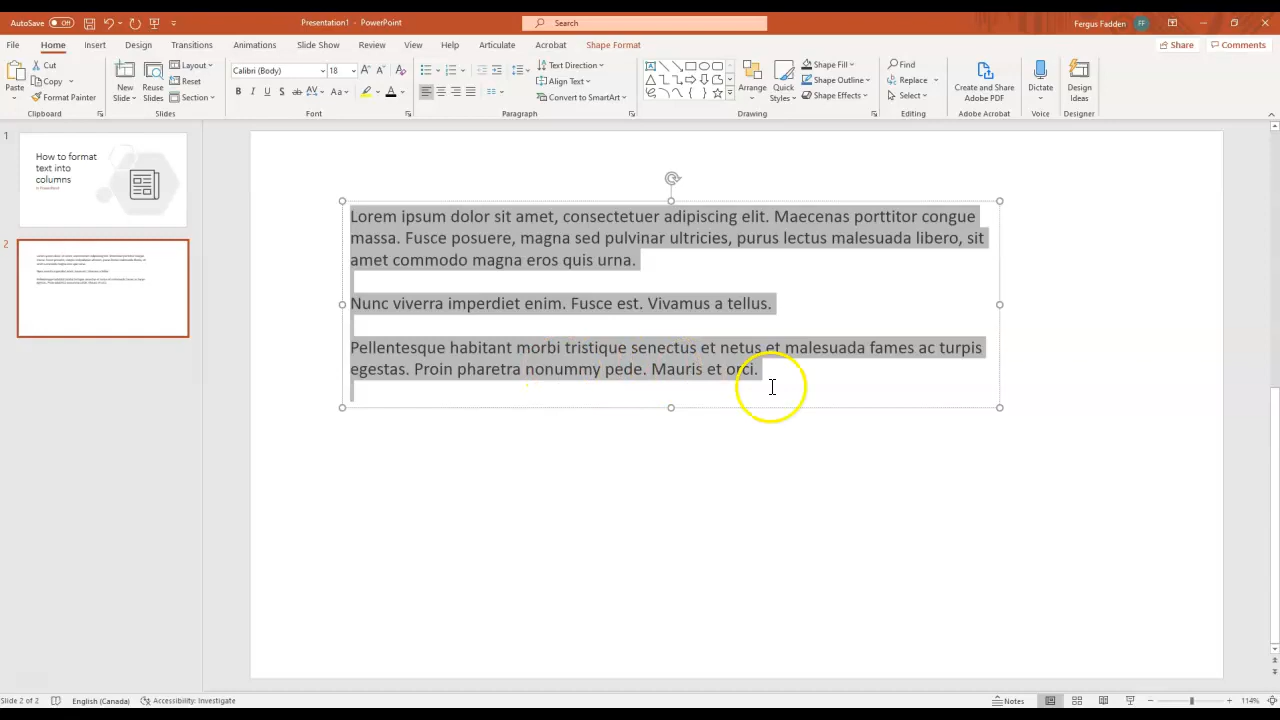 AutoSave Off
Presentation1 - PowerPoint
Search
Fergus Fadden FF
File Home Insert Design Transitions Animations Slide Show Review View Help Articulate Acrobat Shape Format
Share Comments
Paste
Cut
Copy
Format Painter
Clipboard
New Slide
Reuse Slides
Layout
Reset
Section
Slides
Calibri (Body) 18
B I U S ab AV Aa A
Font
Text Direction
Align Text
Convert to SmartArt
Paragraph
Arrange
Quick Styles
Shape Fill
Shape Outline
Shape Effects
Drawing
Find
Replace
Select
Editing
Create and Share Adobe PDF
Adobe Acrobat
Dictate
Voice
Design Ideas
Designer
1
How to format
text into
columns
2
Lorem ipsum dolor sit amet, consectetuer adipiscing elit. Maecenas porttitor congue
massa. Fusce posuere, magna sed pulvinar ultricies, purus lectus malesuada libero, sit
amet commodo magna eros quis urna.
Nunc viverra imperdiet enim. Fusce est. Vivamus a tellus.
Pellentesque habitant morbi tristique senectus et netus et malesuada fames ac turpis
egestas. Proin pharetra nonummy pede. Mauris et orci.
Slide 2 of 2 English (Canada) Accessibility: Investigate Notes 114%